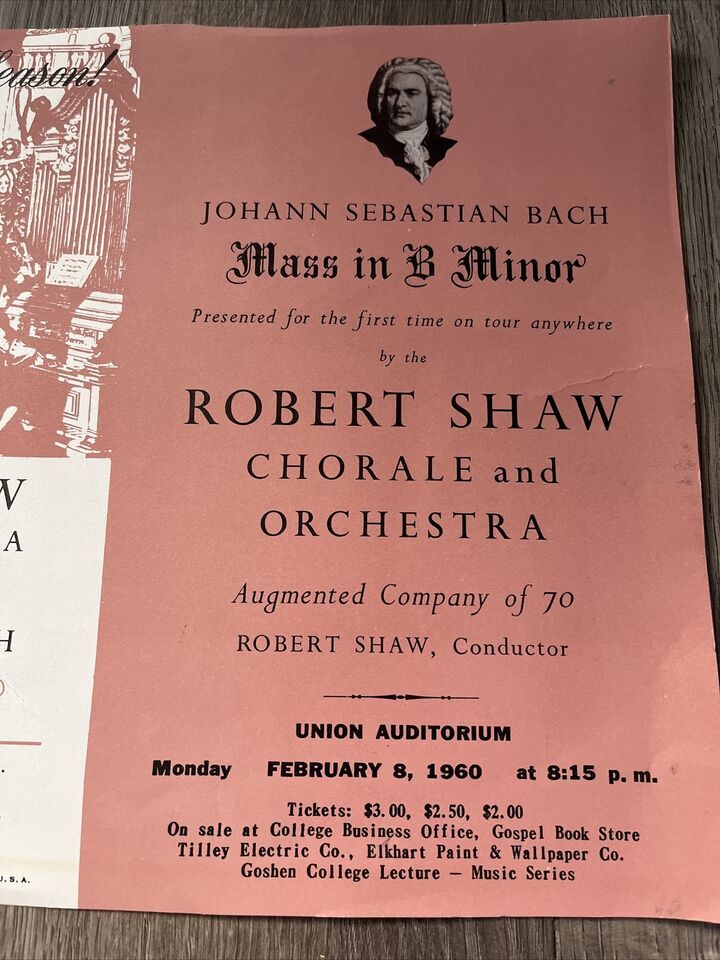 eason!
JOHANN SEBASTIAN BACH
Mass in B Minor
Presented for the first time on tour anywhere
by the
ROBERT SHAW
CHORALE and
ORCHESTRA
Augmented Company of 70
ROBERT SHAW, Conductor
UNION AUDITORIUM
Monday FEBRUARY 8, 1960 at 8:15 p. m.
Tickets: $3.00, $2.50, $2.00
On sale at College Business Office, Gospel Book Store
Tilley Electric Co., Elkhart Paint & Wallpaper Co.
Goshen College Lecture — Music Series
W
A
H
U.S.A.